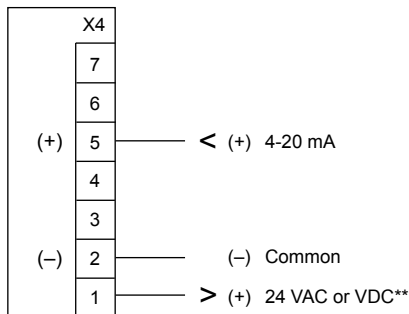 X4
7
6
(+) 5 < (+) 4-20 mA
4
3
(–) 2 (–) Common
1 > (+) 24 VAC or VDC**